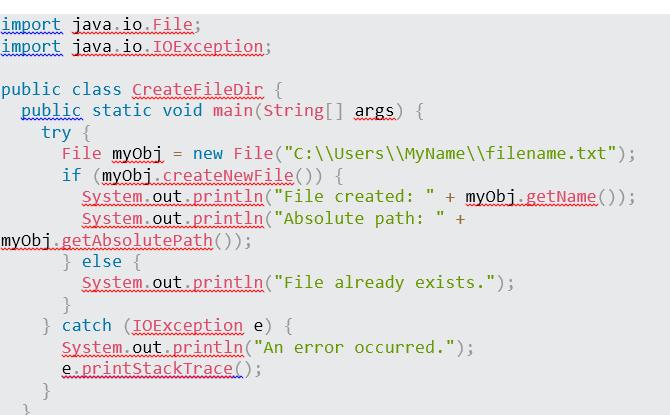 import java.io.File;
import java.io.IOException;
public class CreateFileDir {
public static void main(String[] args) {
try {
File myObj = new File("C:\\Users\\MyName\\filename.txt");
if (myObj.createNewFile()) {
System.out.println("File created: " + myObj.getName());
System.out.println("Absolute path: " +
myObj.getAbsolutePath());
} else {
System.out.println("File already exists.");
}
} catch (IOException e) {
System.out.println("An error occurred.");
e.printStackTrace();
}
}